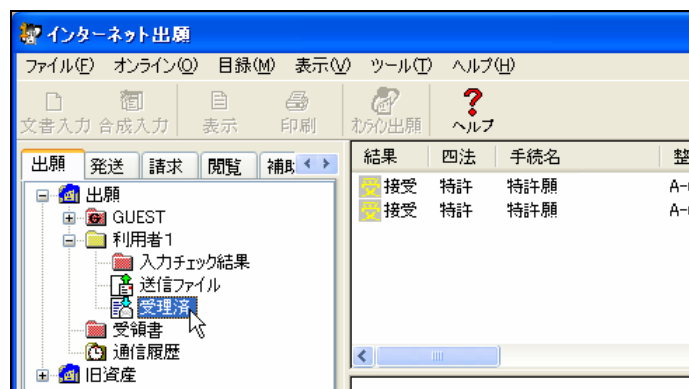 インターネット出願
ファイル(F) オンライン(O) 目録(M) 表示(V) ツール(T) ヘルプ(H)
文書入力 合成入力 表示 印刷 オンライン出願 ヘルプ
出願 発送 請求 閲覧 補助
結果 四法 手続名 整
受 接受 特許 特許願 A-
受 接受 特許 特許願 A-
出願
GUEST
利用者1
入力チェック結果
送信ファイル
受理済
受領書
通信履歴
旧資産